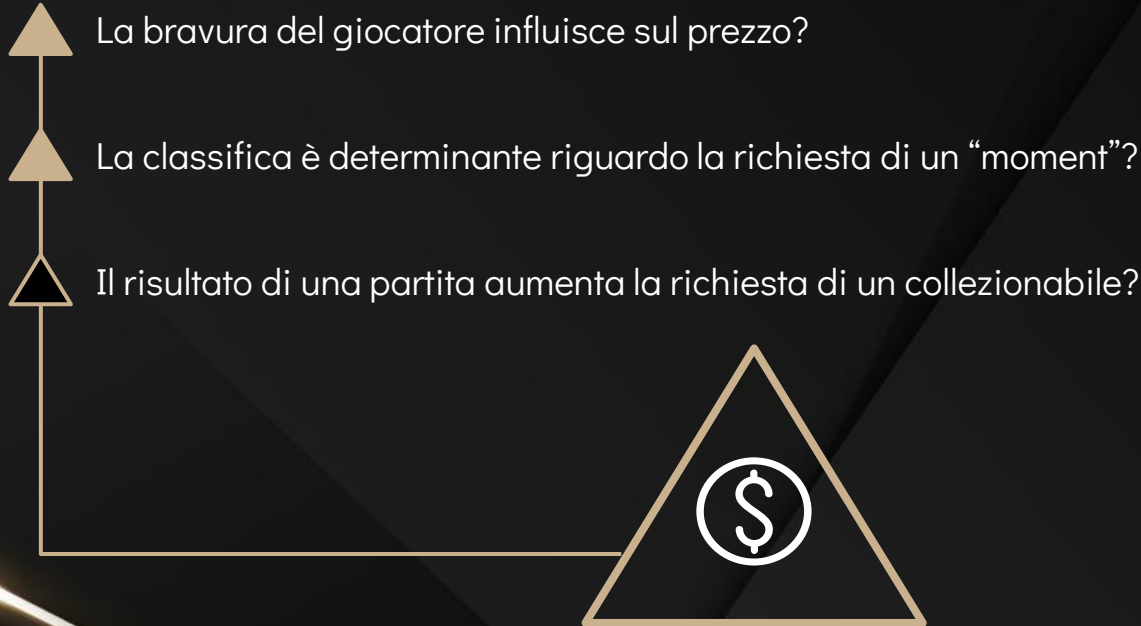 La bravura del giocatore influisce sul prezzo?
La classifica è determinante riguardo la richiesta di un “moment”?
Il risultato di una partita aumenta la richiesta di un collezionabile?
$